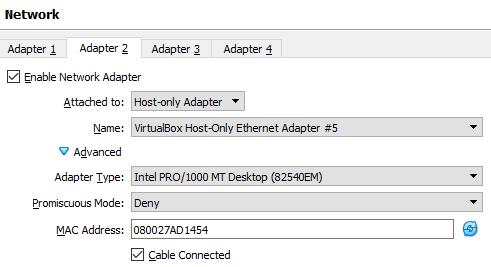 Network
Adapter 1 Adapter 2 Adapter 3 Adapter 4
Enable Network Adapter
Attached to: Host-only Adapter
Name: VirtualBox Host-Only Ethernet Adapter #5
Advanced
Adapter Type: Intel PRO/1000 MT Desktop (82540EM)
Promiscuous Mode: Deny
MAC Address: 080027AD1454
Cable Connected